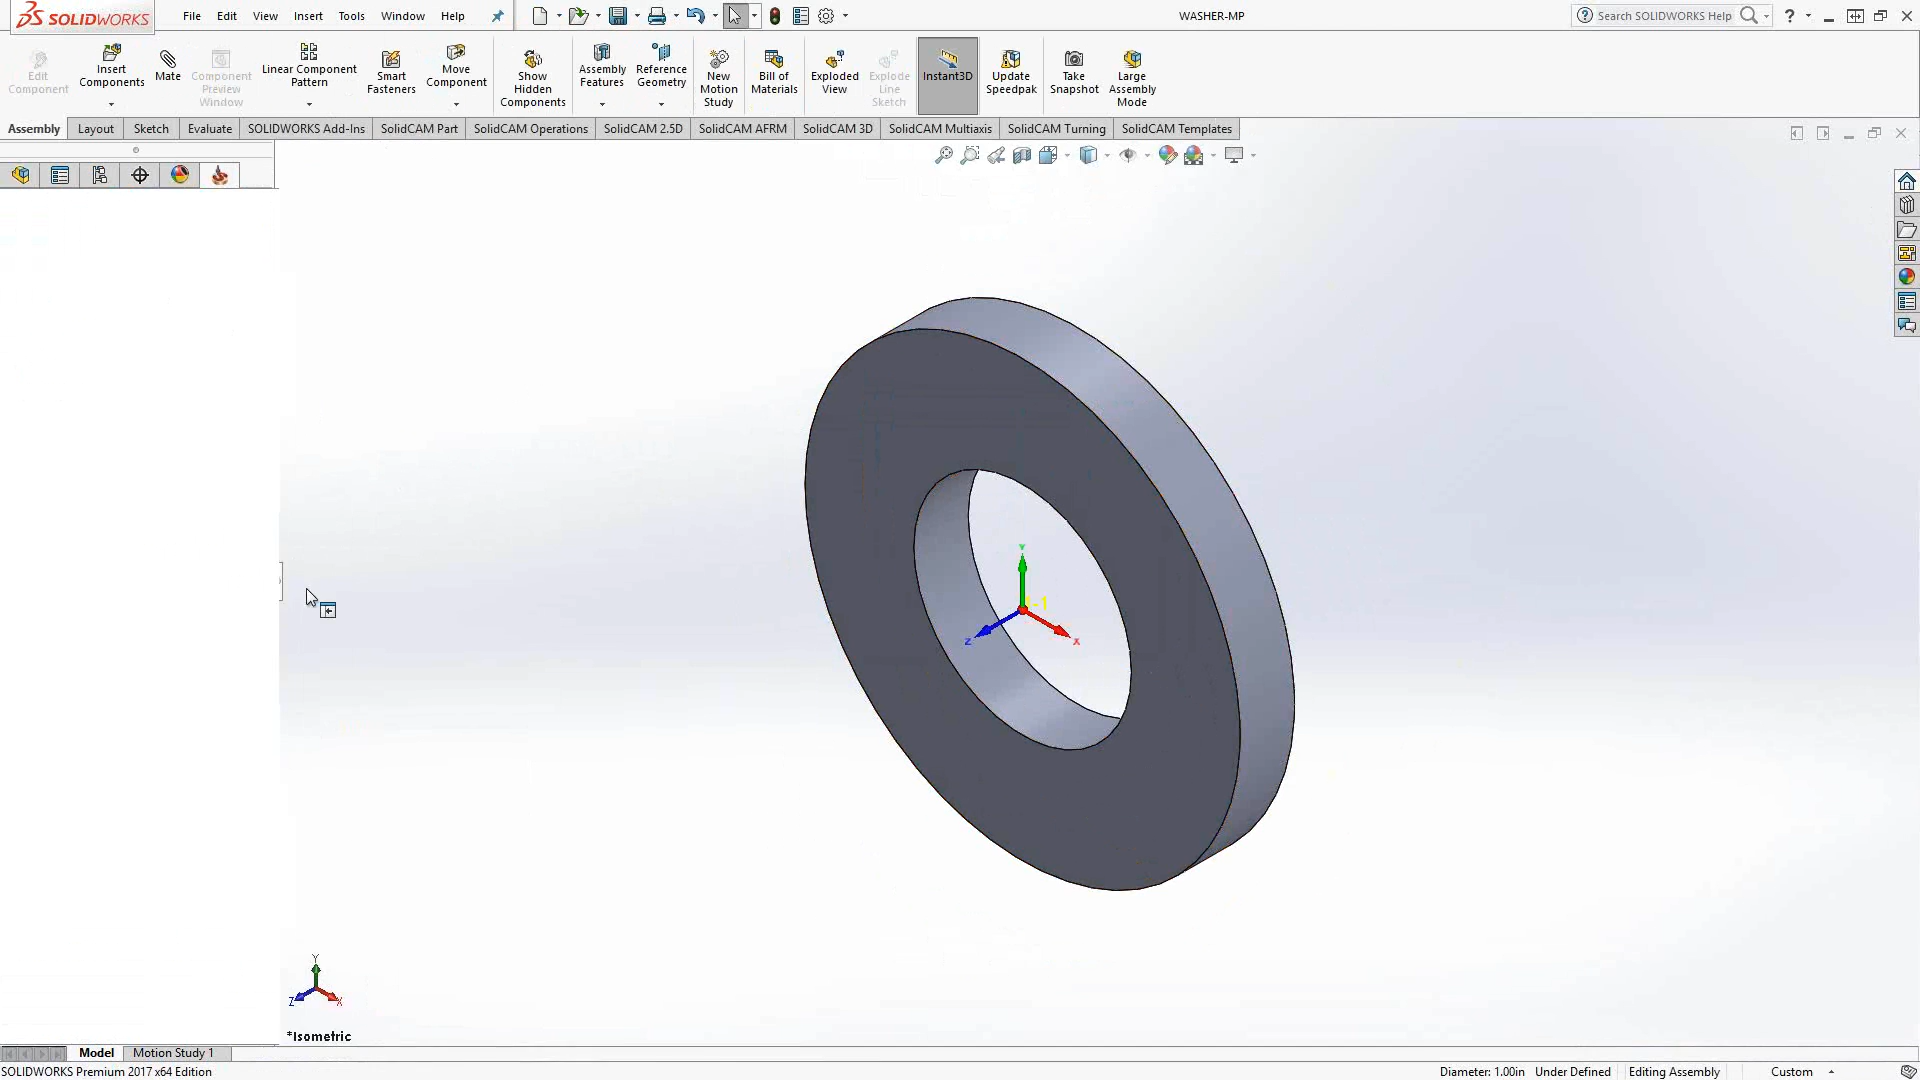 SOLIDWORKS
File Edit View Insert Tools Window Help
WASHER-MP
Search SOLIDWORKS Help
Edit Component
Insert Components
Mate
Component Preview Window
Linear Component Pattern
Smart Fasteners
Move Component
Show Hidden Components
Assembly Features
Reference Geometry
New Motion Study
Bill of Materials
Exploded View
Explode Line Sketch
Instant3D
Update Speedpak
Take Snapshot
Large Assembly Mode
Assembly Layout Sketch Evaluate SOLIDWORKS Add-Ins SolidCAM Part SolidCAM Operations SolidCAM 2.5D SolidCAM AFRM SolidCAM 3D SolidCAM Multiaxis SolidCAM Turning SolidCAM Templates
Y
Z
X
Y
Z
X
*Isometric
Model Motion Study 1
SOLIDWORKS Premium 2017 x64 Edition
Diameter: 1.00in Under Defined Editing Assembly Custom